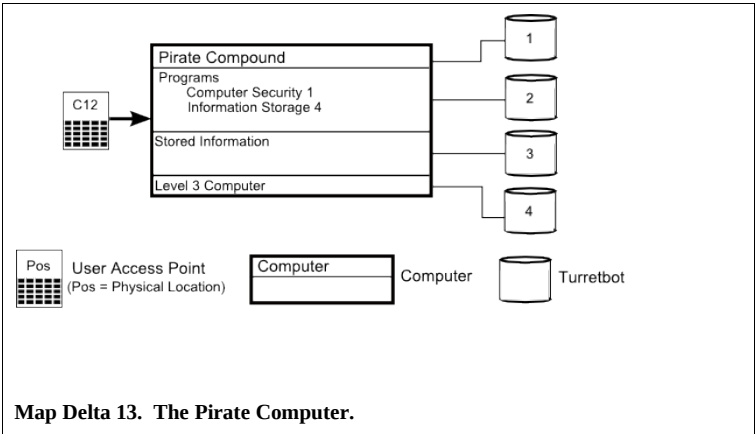 1
Pirate Compound
Programs
Computer Security 1
Information Storage 4
C12
2
Stored Information
3
Level 3 Computer
4
Pos
User Access Point
(Pos = Physical Location)
Computer
Computer
Turretbot
Map Delta 13. The Pirate Computer.